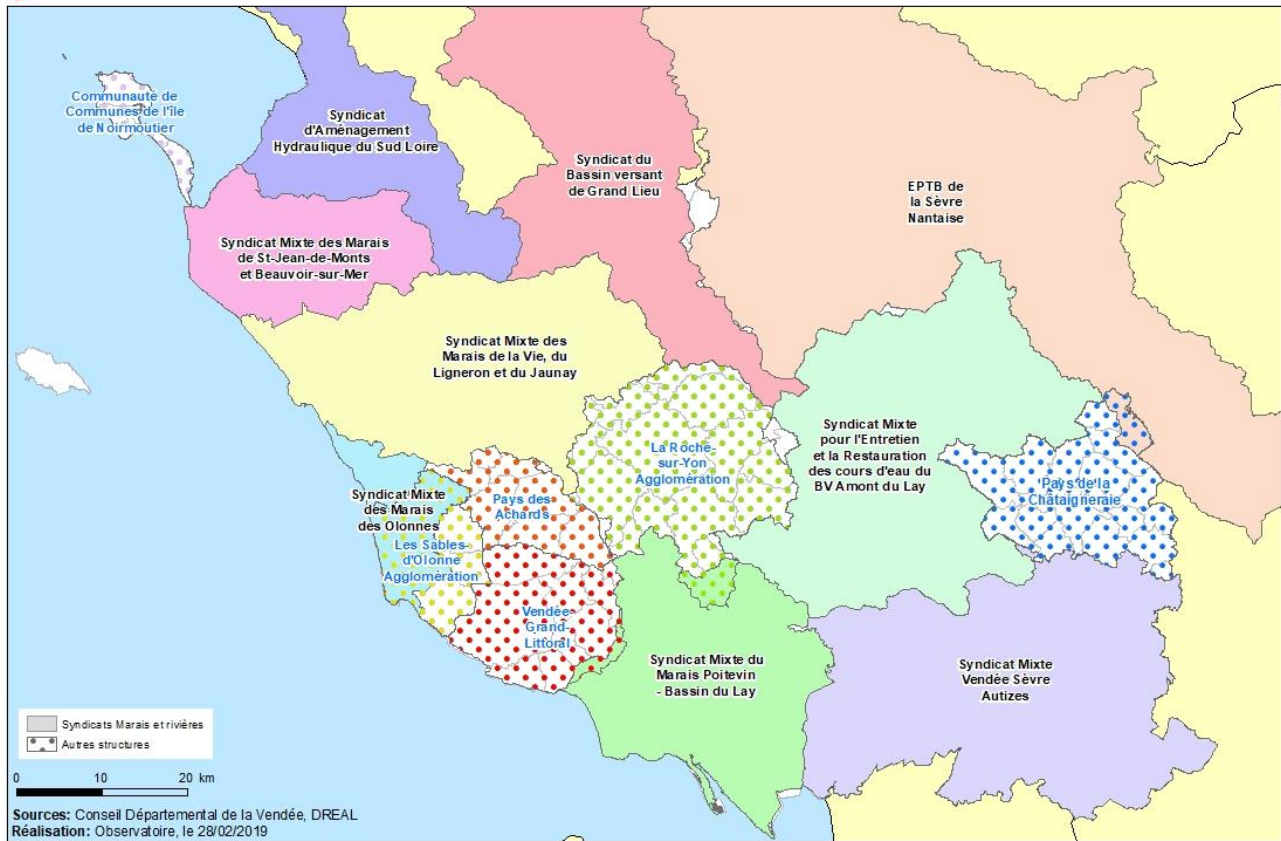 Communauté de
Communes de l'île
de Noirmoutier
Syndicat
d'Aménagement
Hydraulique du Sud Loire
Syndicat du
Bassin versant
de Grand Lieu
EPTB de
la Sèvre
Nantaise
Syndicat Mixte des Marais
de St-Jean-de-Monts
et Beauvoir-sur-Mer
Syndicat Mixte des
Marais de la Vie, du
Ligneron et du Jaunay
Syndicat Mixte
pour l'Entretien
et la Restauration
des cours d'eau du
BV Amont du Lay
La Roche-
sur-Yon
Agglomération
Pays de la
Châtaigneraie
Syndicat Mixte
des Marais
des Olonnes
Pays des
Achards
Les Sables-
d'Olonne
Agglomération
Vendée-
Grand-
Littoral
Syndicat Mixte du
Marais Poitevin
- Bassin du Lay
Syndicat Mixte
Vendée Sèvre
Autizes
Syndicats Marais et rivières
Autres structures
0 10 20 km
Sources: Conseil Départemental de la Vendée, DREAL
Réalisation: Observatoire, le 28/02/2019